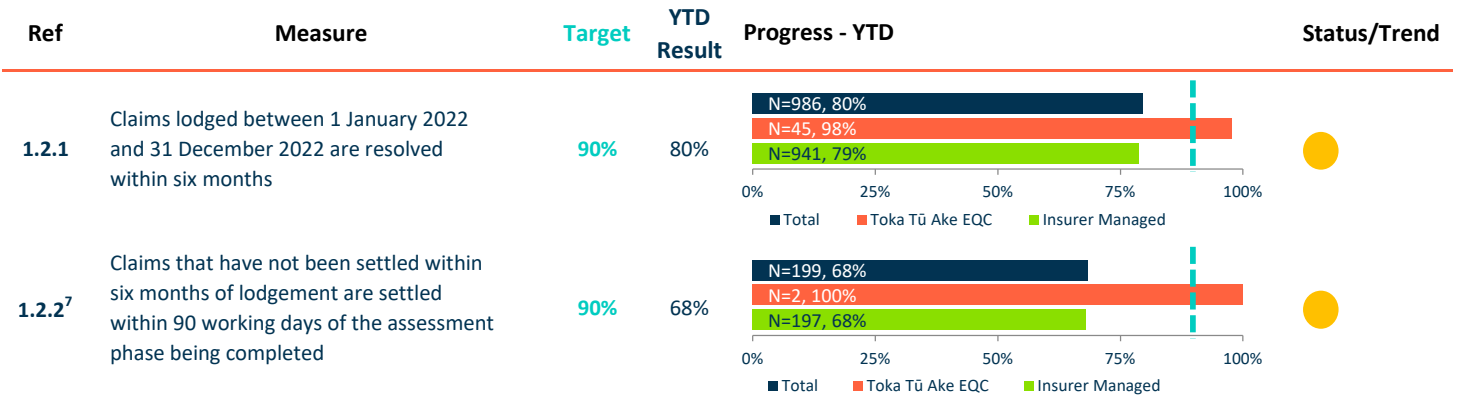 Ref Measure Target YTD Result Progress - YTD Status/Trend
1.2.1
Claims lodged between 1 January 2022
and 31 December 2022 are resolved
within six months
90%
80%
N=986, 80%
N=45, 98%
N=941, 79%
0% 25% 50% 75% 100%
Total Toka Tū Ake EQC Insurer Managed
1.2.2⁷
Claims that have not been settled within
six months of lodgement are settled
within 90 working days of the assessment
phase being completed
90%
68%
N=199, 68%
N=2, 100%
N=197, 68%
0% 25% 50% 75% 100%
Total Toka Tū Ake EQC Insurer Managed